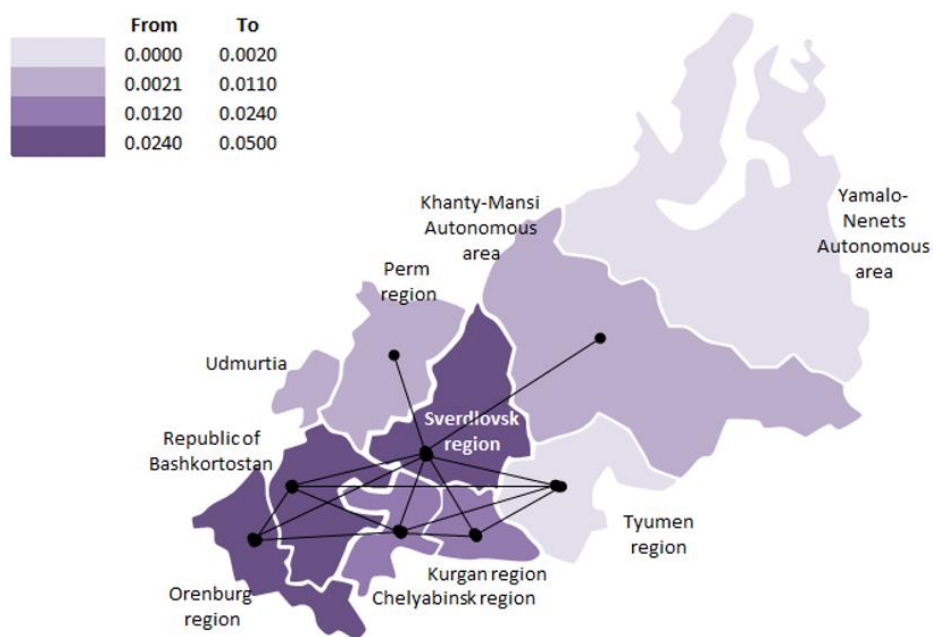 From To
0.0000 0.0020
0.0021 0.0110
0.0120 0.0240
0.0240 0.0500
Khanty-Mansi
Autonomous
area
Yamalo-
Nenets
Autonomous
area
Perm
region
Udmurtia
Sverdlovsk
region
Republic of
Bashkortostan
Tyumen
region
Kurgan region
Chelyabinsk region
Orenburg
region